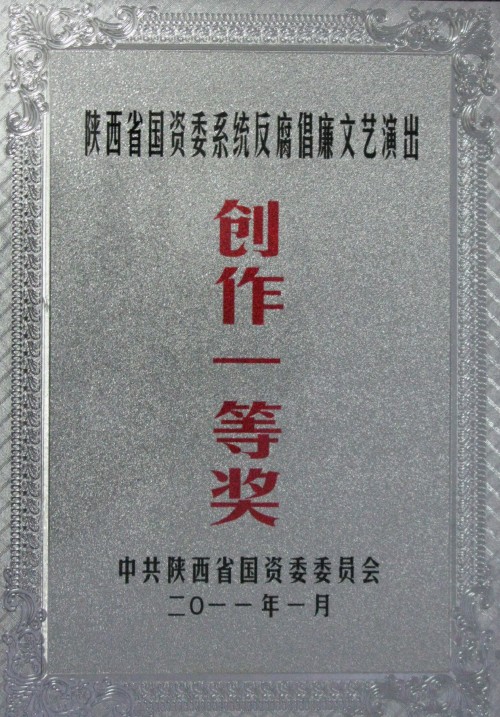 陕西省国资委系统反腐倡廉文艺演出
创作一等奖
中共陕西省国资委委员会
二〇一一年一月